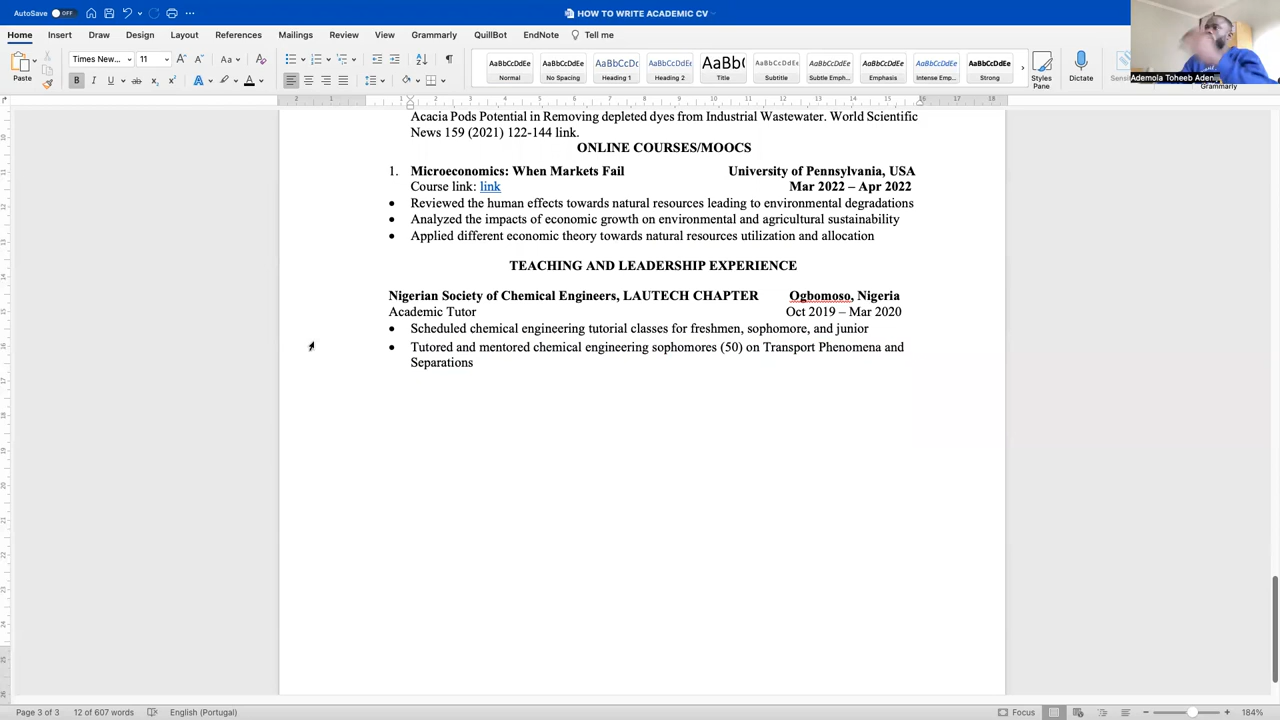 AutoSave OFF HOW TO WRITE ACADEMIC CV
Home Insert Draw Design Layout References Mailings Review View Grammarly QuillBot EndNote Tell me
Paste Times New... 11 Aa
AaBbCcDdEe AaBbCcDdEe AaBbCcDc AaBbCcDdEe AaBb( AaBbCcDdEe AaBbCcDdEe AaBbCcDdEe AaBbCcDdEe AaBbCcDdEe
Normal No Spacing Heading 1 Heading 2 Title Subtitle Subtle Emph... Emphasis Intense Emp... Strong
Styles Pane Dictate Grammarly
Ademola Toheeb Adenij
Acacia Pods Potential in Removing depleted dyes from Industrial Wastewater. World Scientific
News 159 (2021) 122-144 link.
ONLINE COURSES/MOOCS
1. Microeconomics: When Markets Fail University of Pennsylvania, USA
Course link: link Mar 2022 – Apr 2022
• Reviewed the human effects towards natural resources leading to environmental degradations
• Analyzed the impacts of economic growth on environmental and agricultural sustainability
• Applied different economic theory towards natural resources utilization and allocation
TEACHING AND LEADERSHIP EXPERIENCE
Nigerian Society of Chemical Engineers, LAUTECH CHAPTER Ogbomoso, Nigeria
Academic Tutor Oct 2019 – Mar 2020
• Scheduled chemical engineering tutorial classes for freshmen, sophomore, and junior
• Tutored and mentored chemical engineering sophomores (50) on Transport Phenomena and
Separations
Page 3 of 3 12 of 607 words English (Portugal) Focus 184%